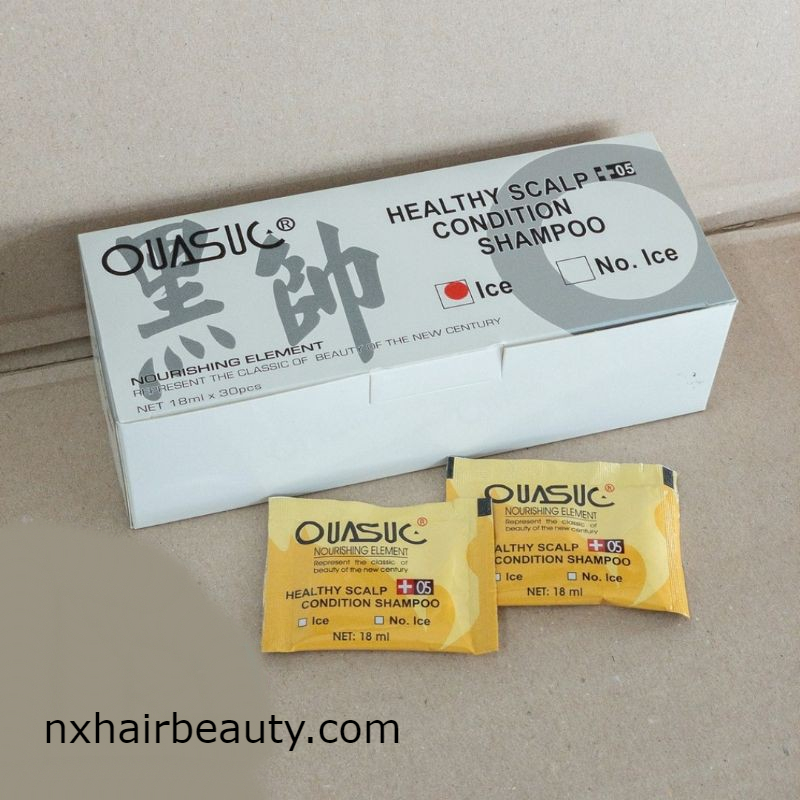 OUASUC®
黑帥
HEALTHY SCALP +05
CONDITION
SHAMPOO
Ice
No. Ice
NOURISHING ELEMENT
REPRESENT THE CLASSIC OF BEAUTY OF THE NEW CENTURY
NET 18ml x 30pcs
OUASUC®
NOURISHING ELEMENT
Represent the classic of
beauty of the new century
HEALTHY SCALP +05
CONDITION SHAMPOO
Ice No. Ice
NET: 18 ml
OUASUC®
NOURISHING ELEMENT
Represent the classic of
beauty of the new century
ALTHY SCALP +05
CONDITION SHAMPOO
Ice No. Ice
NET: 18 ml
nxhairbeauty.com